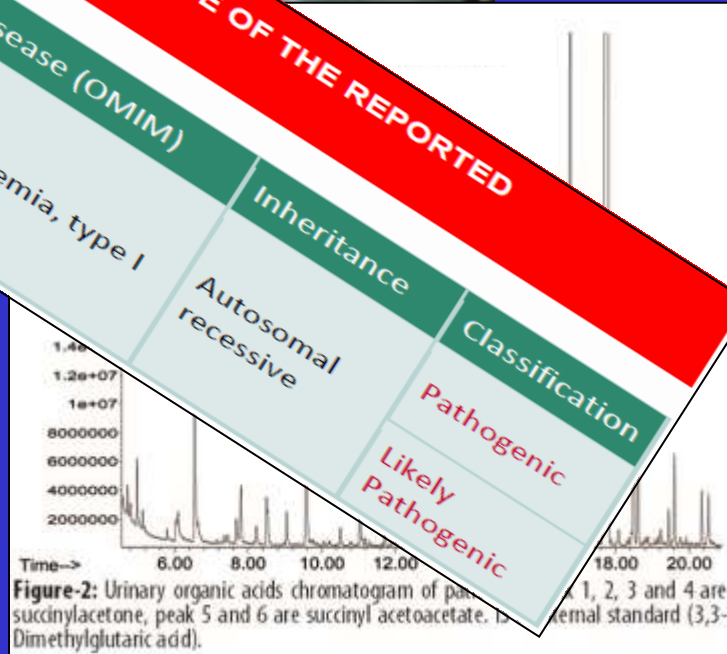 E OF THE REPORTED
sease (OMIM)
Inheritance
Classification
emia, type I
Autosomal
recessive
Pathogenic
Likely
Pathogenic
1.4e
1.2e+07
1e+07
8000000
6000000
4000000
2000000
Time-->
6.00
8.00
10.00
12.00
18.00
20.00
Figure-2: Urinary organic acids chromatogram of 1, 2, 3 and 4 are
succinylacetone, peak 5 and 6 are succinyl acetoacetate. ernal standard (3,3-
Dimethylglutaric acid).